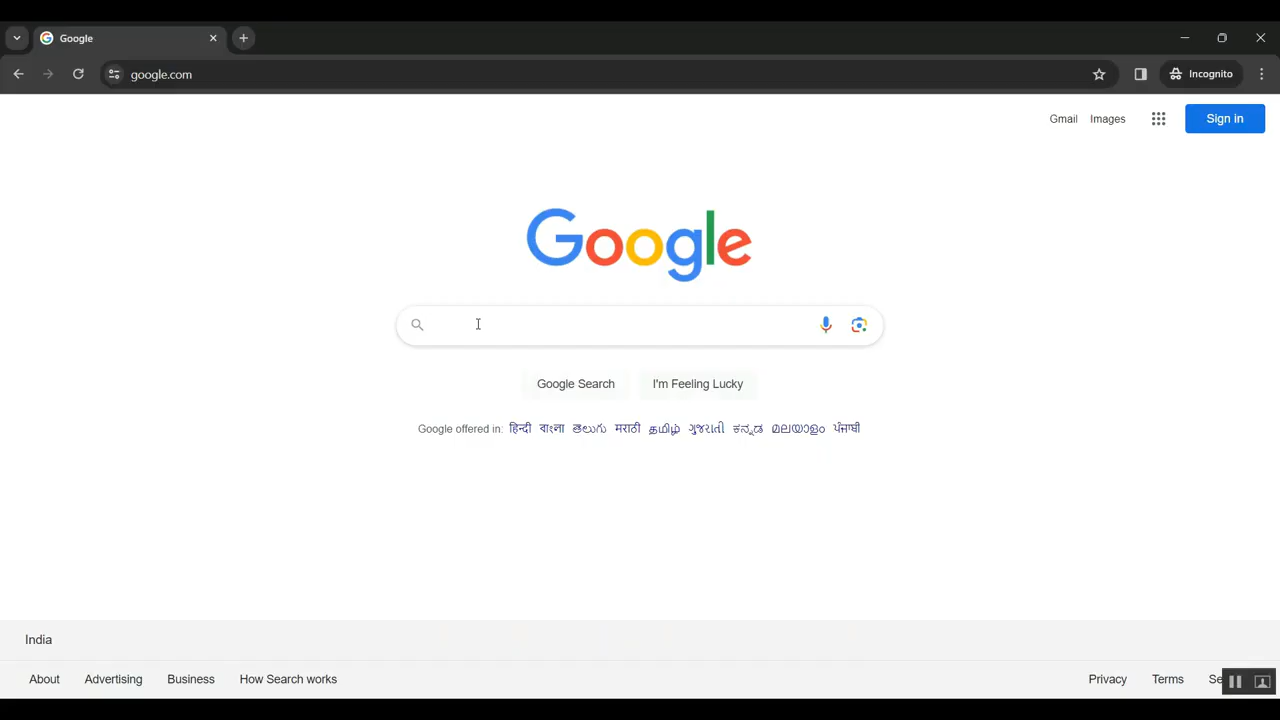 Google
google.com
Incognito
Gmail Images Sign in
Google
Google Search I'm Feeling Lucky
Google offered in: हिन्दी বাংলা తెలుగు मराठी தமிழ் ગુજરાતી ಕನ್ನಡ മലയാളം ਪੰਜਾਬੀ
India
About Advertising Business How Search works Privacy Terms Se